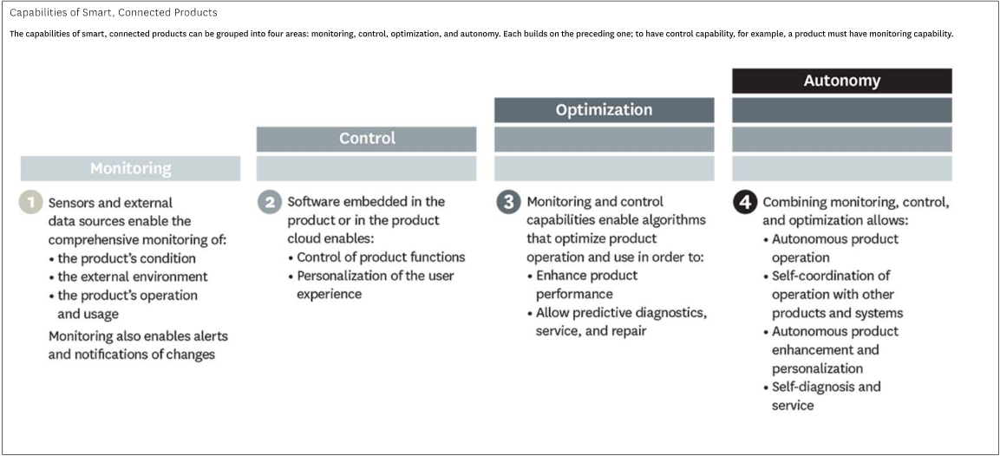 Capabilities of Smart, Connected Products
The capabilities of smart, connected products can be grouped into four areas: monitoring, control, optimization, and autonomy. Each builds on the preceding one; to have control capability, for example, a product must have monitoring capability.
Monitoring
1
Sensors and external
data sources enable the
comprehensive monitoring of:
• the product's condition
• the external environment
• the product's operation
and usage
Monitoring also enables alerts
and notifications of changes
Control
2
Software embedded in the
product or in the product
cloud enables:
• Control of product functions
• Personalization of the user
experience
Optimization
3
Monitoring and control
capabilities enable algorithms
that optimize product
operation and use in order to:
• Enhance product
performance
• Allow predictive diagnostics,
service, and repair
Autonomy
4
Combining monitoring, control,
and optimization allows:
• Autonomous product
operation
• Self-coordination of
operation with other
products and systems
• Autonomous product
enhancement and
personalization
• Self-diagnosis and
service